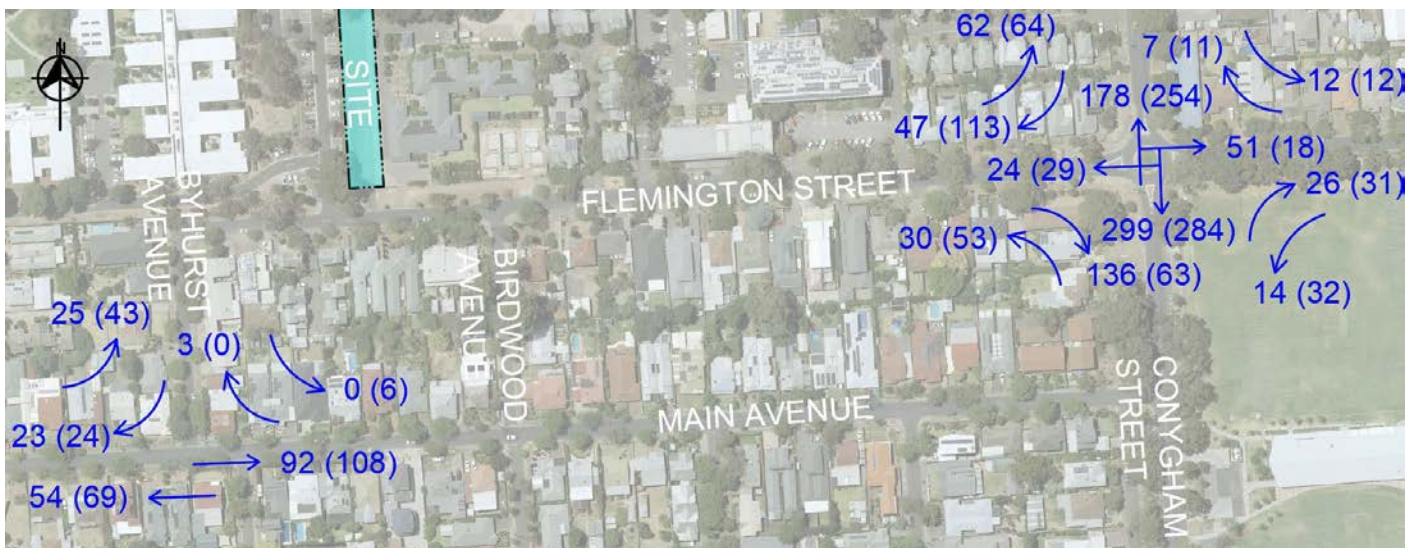 62 (64)
7 (11)
12 (12)
N
SITE
178 (254)
47 (113)
51 (18)
24 (29)
26 (31)
FLEMINGTON STREET
BYHURST
AVENUE
30 (53)
299 (284)
136 (63)
14 (32)
BIRDWOOD
AVENUE
25 (43)
3 (0)
0 (6)
CONYGHAM
STREET
MAIN AVENUE
23 (24)
92 (108)
54 (69)